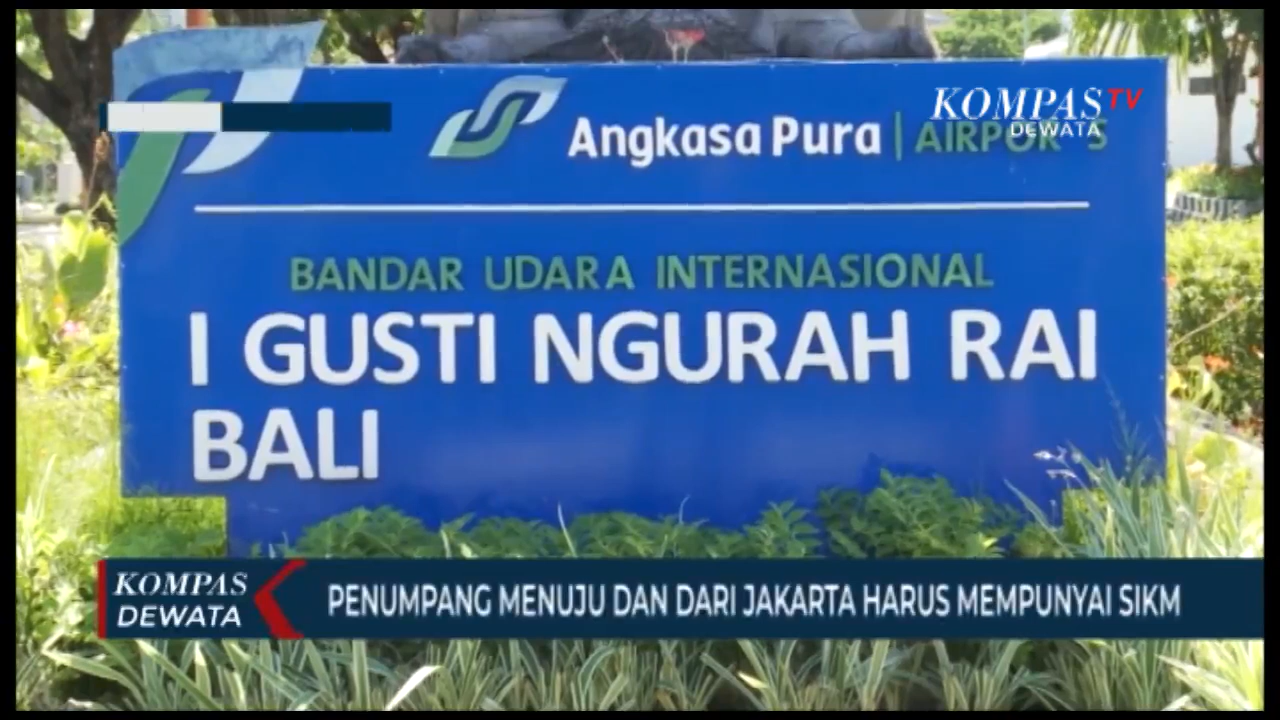 KOMPAS TV
DEWATA
Angkasa Pura | AIRPORTS
BANDAR UDARA INTERNASIONAL
I GUSTI NGURAH RAI
BALI
KOMPAS
DEWATA
PENUMPANG MENUJU DAN DARI JAKARTA HARUS MEMPUNYAI SIKM